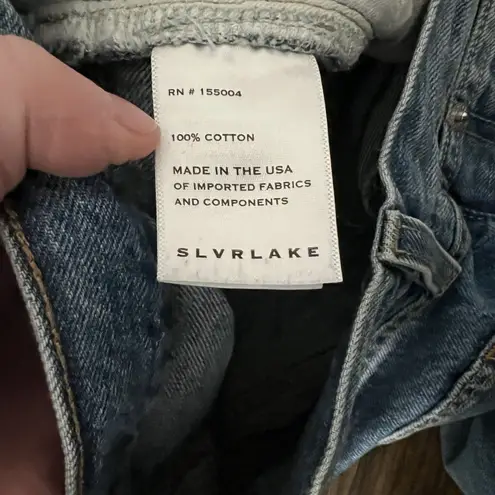 RN # 155004
100% COTTON
MADE IN THE USA
OF IMPORTED FABRICS
AND COMPONENTS
SLVRLAKE